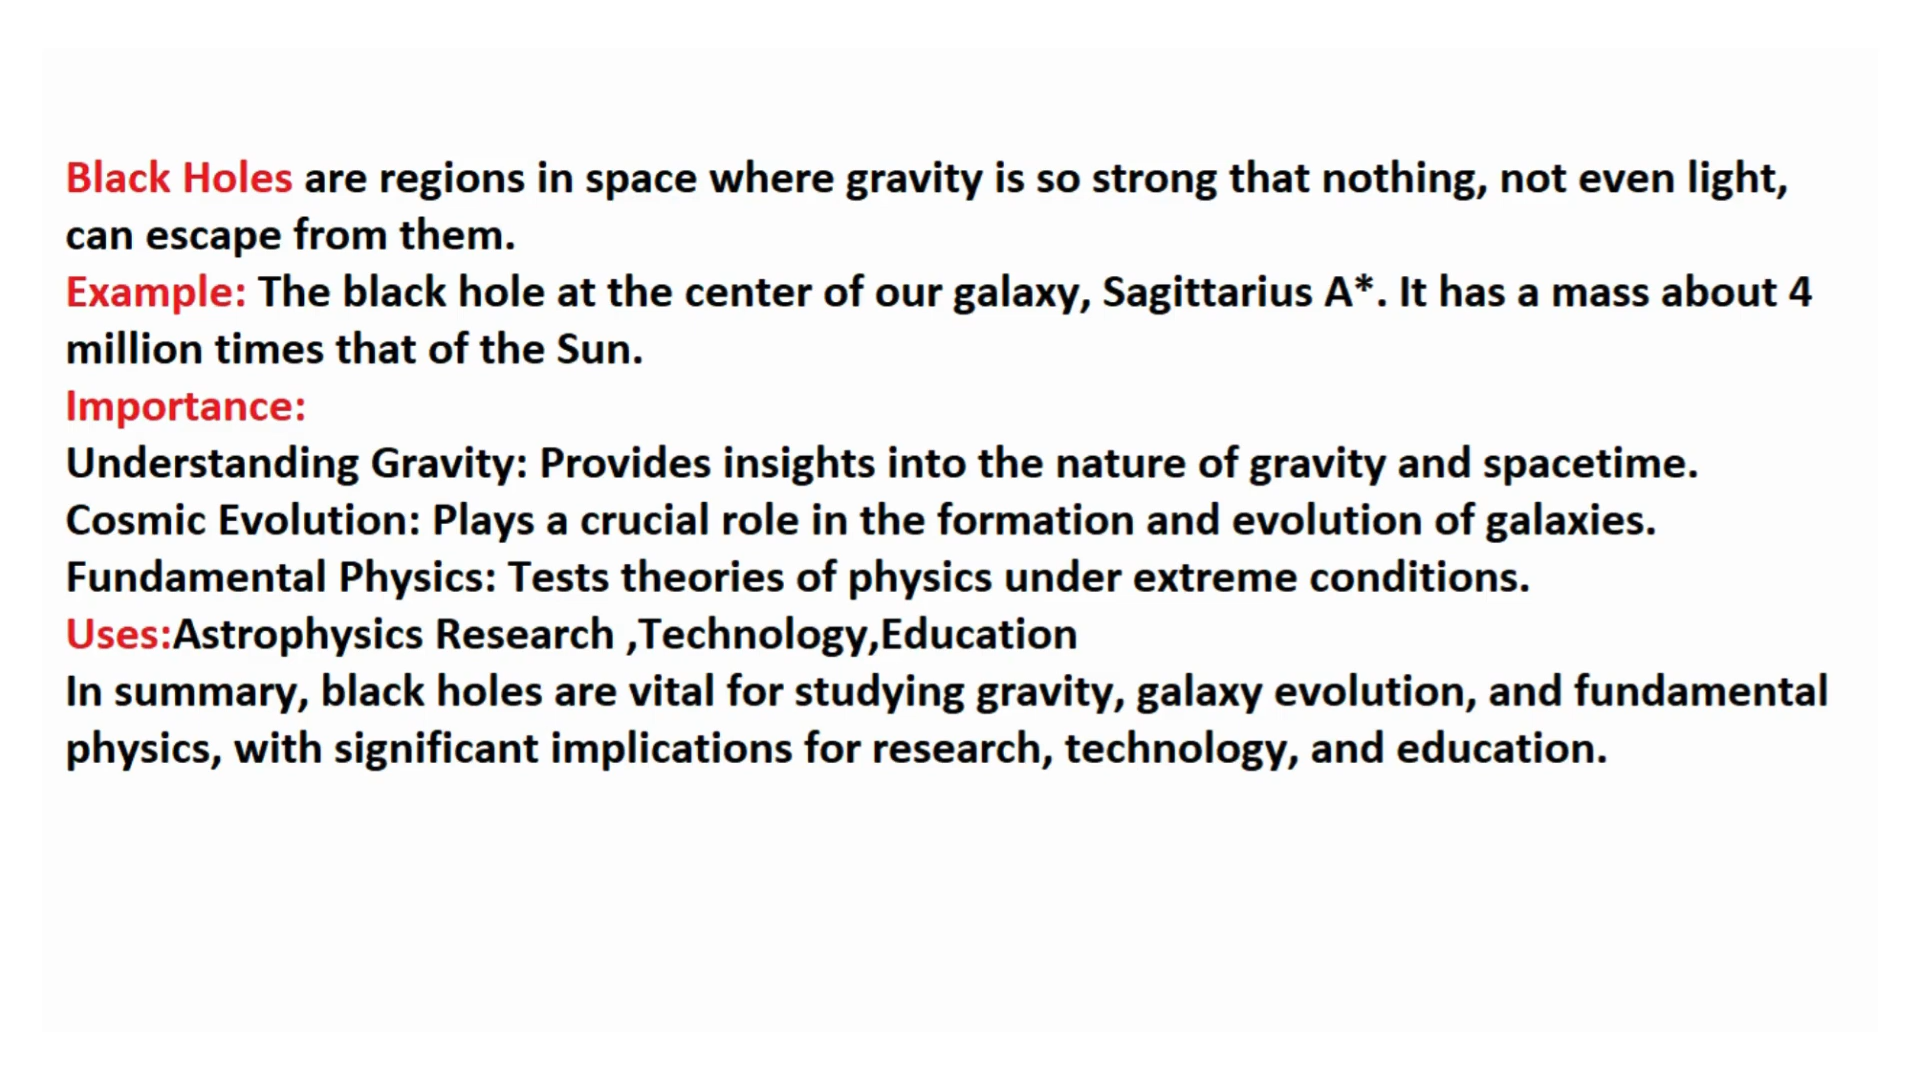 Black Holes are regions in space where gravity is so strong that nothing, not even light,
can escape from them.
Example: The black hole at the center of our galaxy, Sagittarius A*. It has a mass about 4
million times that of the Sun.
Importance:
Understanding Gravity: Provides insights into the nature of gravity and spacetime.
Cosmic Evolution: Plays a crucial role in the formation and evolution of galaxies.
Fundamental Physics: Tests theories of physics under extreme conditions.
Uses:Astrophysics Research ,Technology,Education
In summary, black holes are vital for studying gravity, galaxy evolution, and fundamental
physics, with significant implications for research, technology, and education.